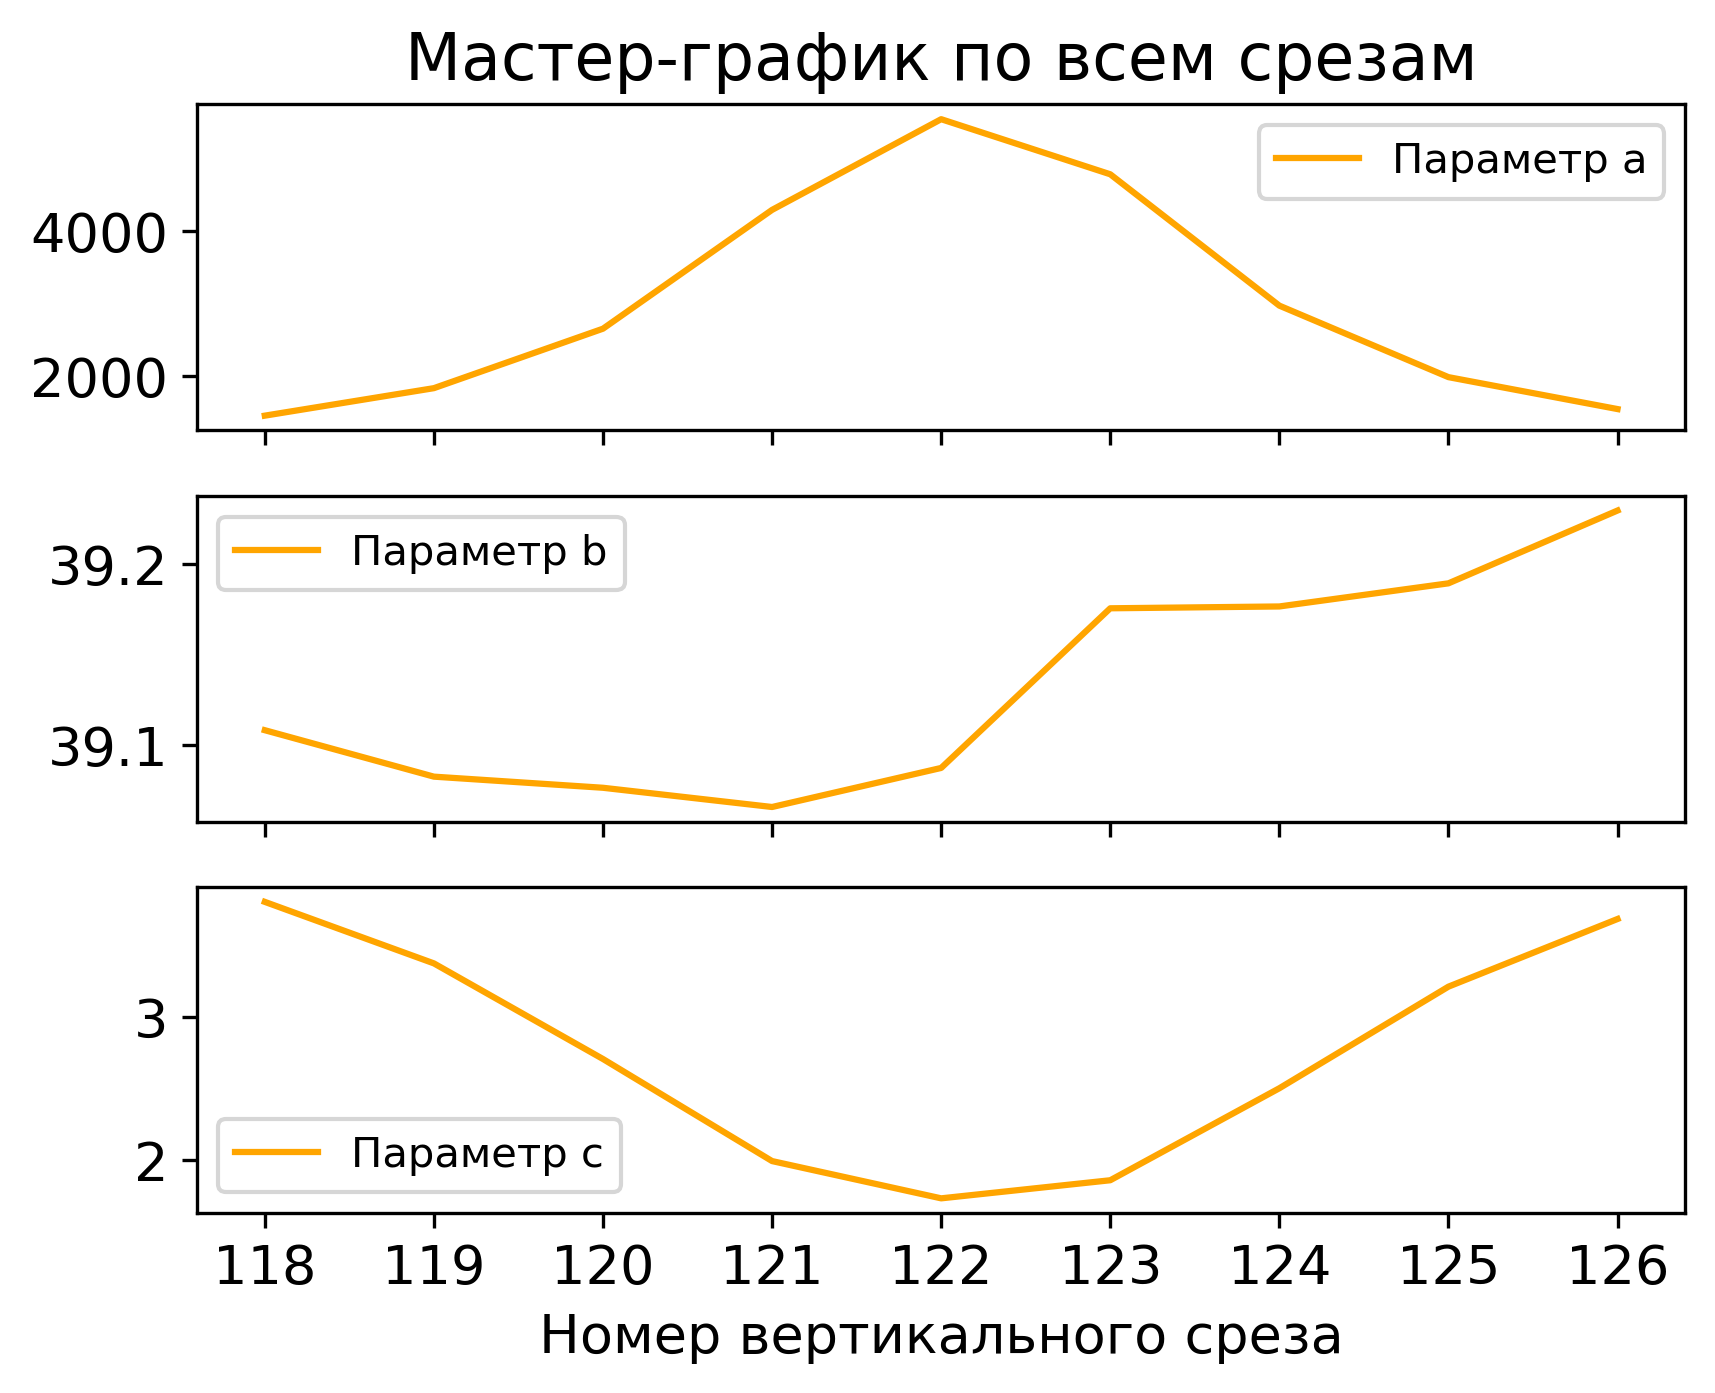 Мастер-график по всем срезам
4000
2000
Параметр a
39.2
39.1
Параметр b
3
2
Параметр c
118 119 120 121 122 123 124 125 126
Номер вертикального среза